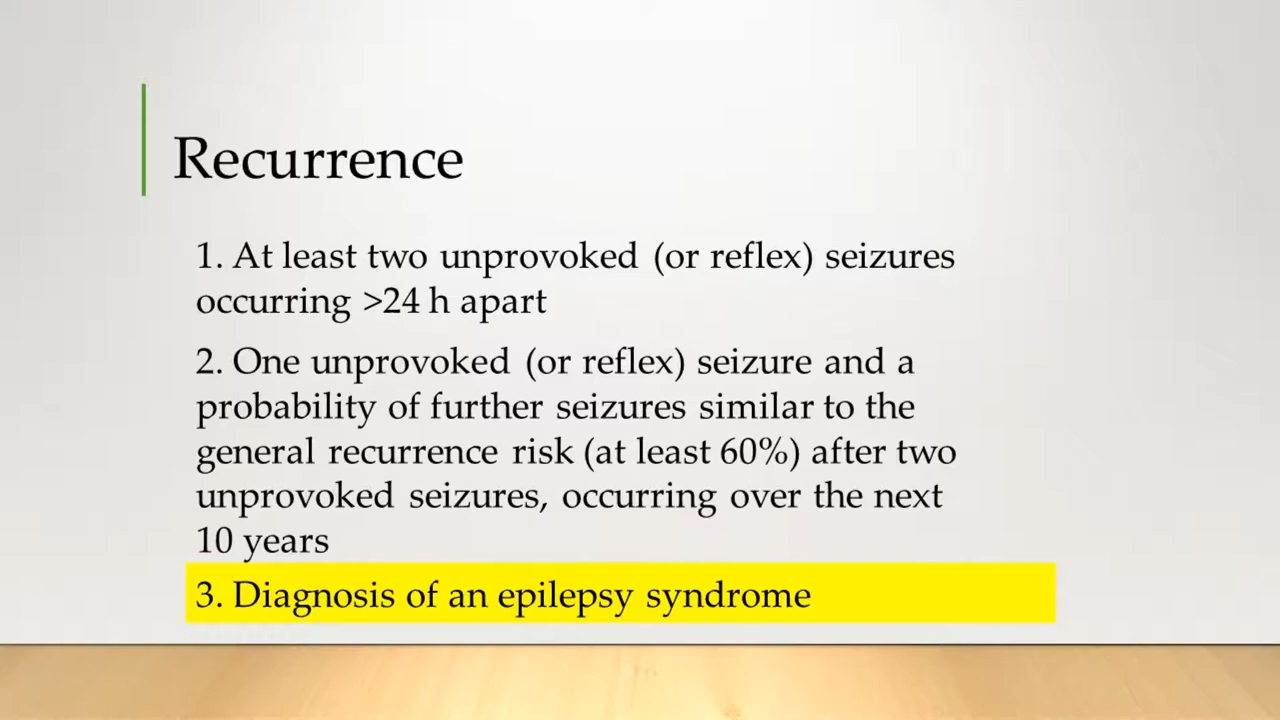 Recurrence
1. At least two unprovoked (or reflex) seizures
occurring >24 h apart
2. One unprovoked (or reflex) seizure and a
probability of further seizures similar to the
general recurrence risk (at least 60%) after two
unprovoked seizures, occurring over the next
10 years
3. Diagnosis of an epilepsy syndrome